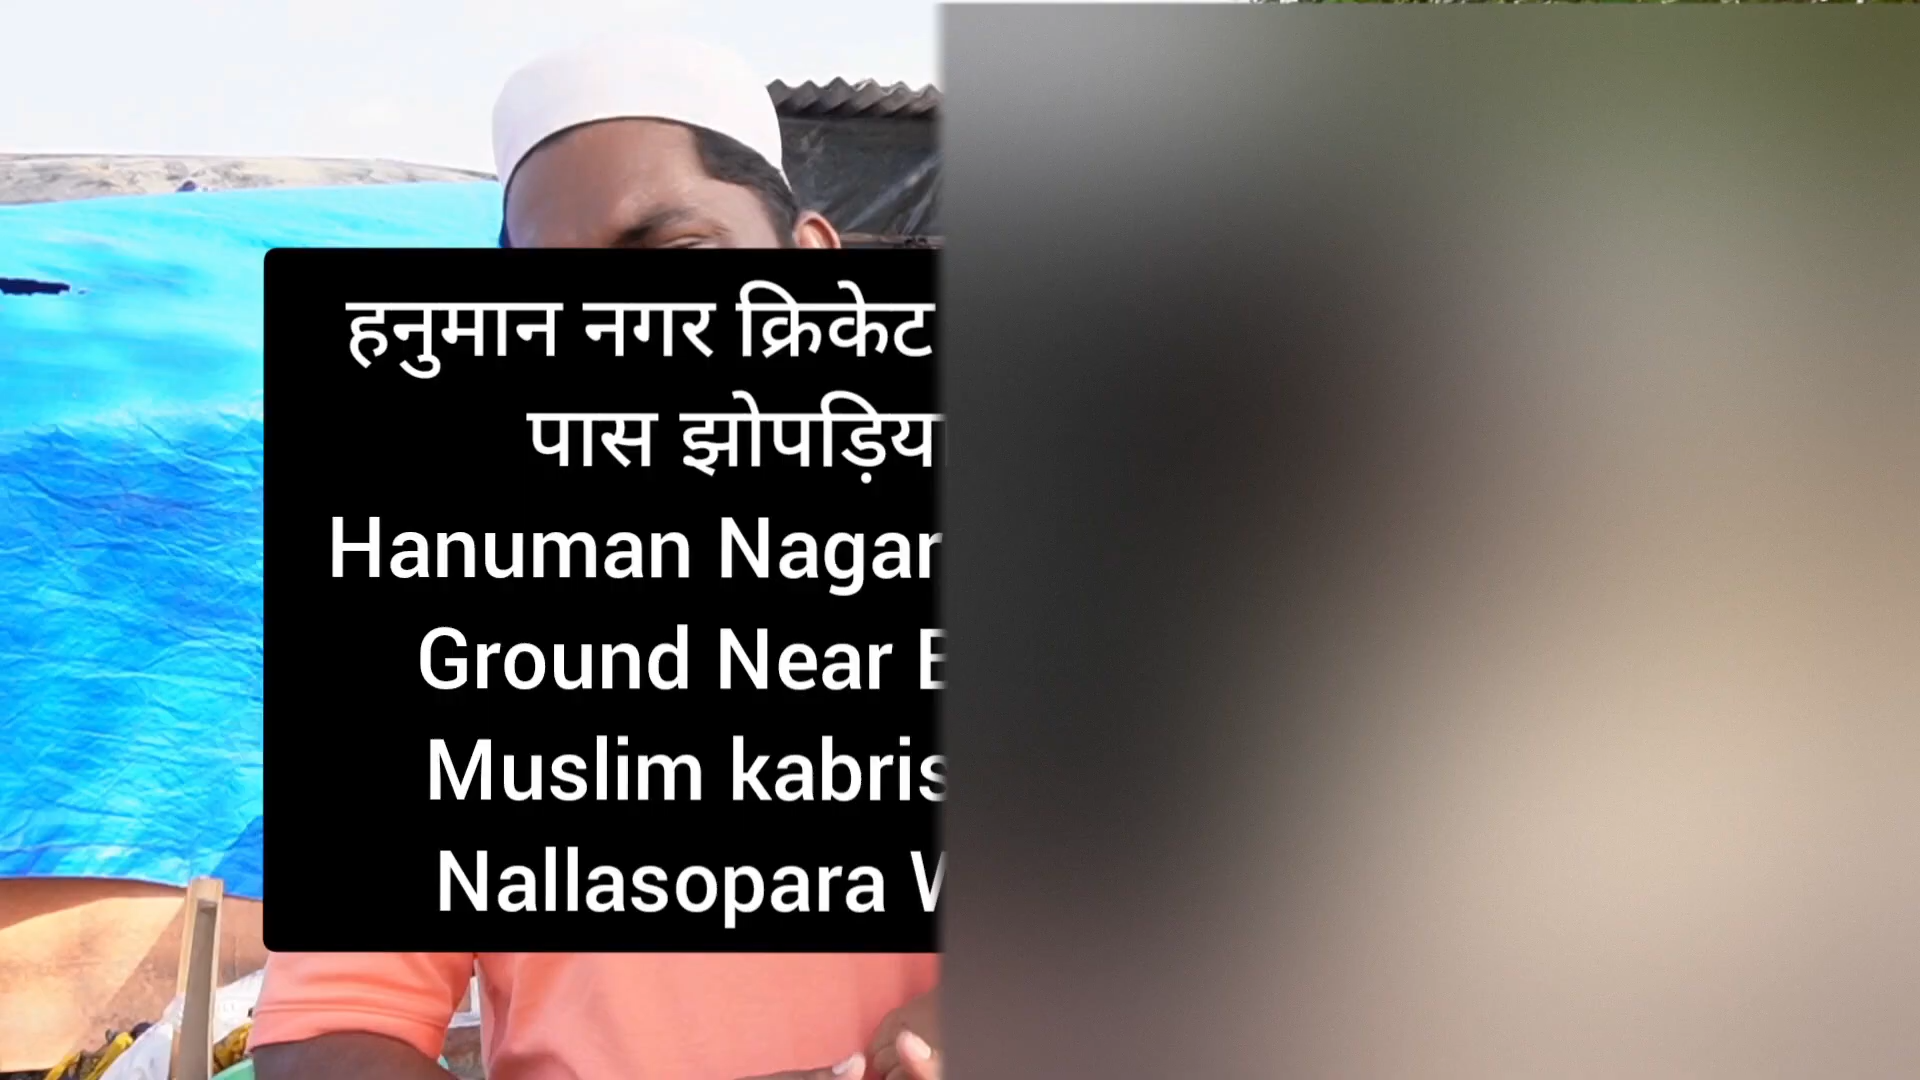 हनुमान नगर क्रिकेट
पास
Hanuman Nagar
Ground Near
Muslim
Nallasopara